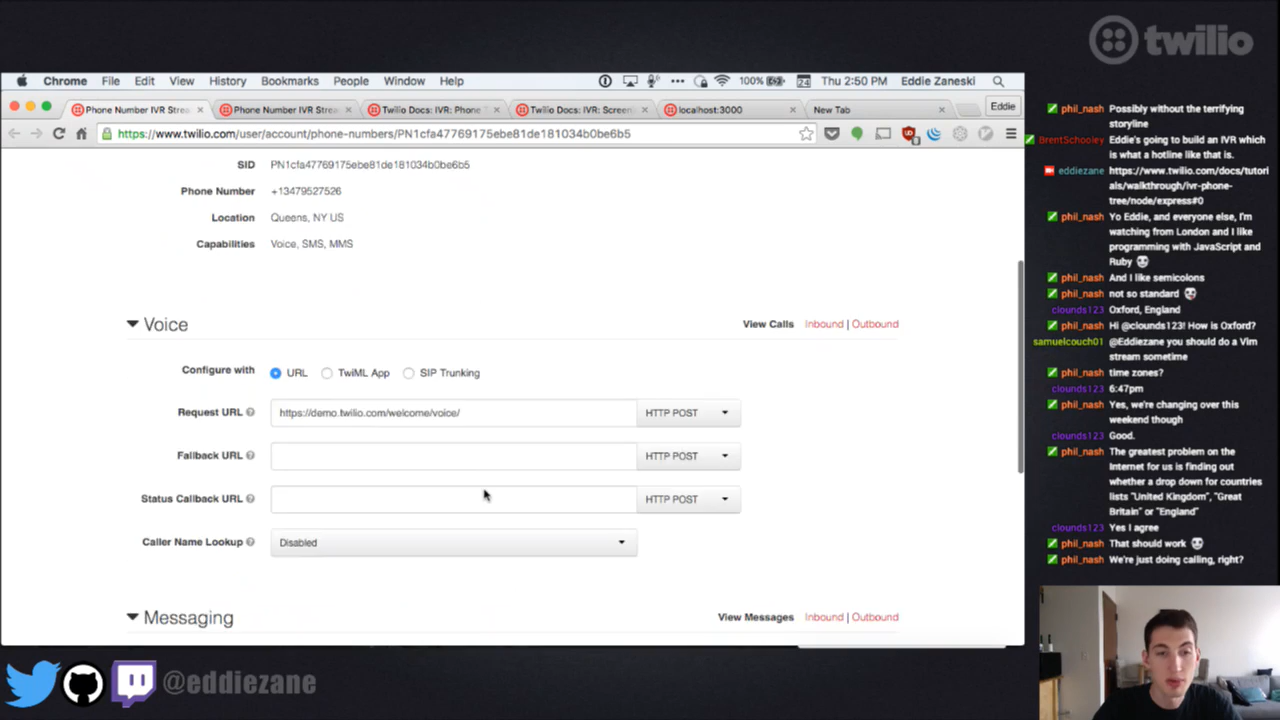 twilio
Chrome File Edit View History Bookmarks People Window Help 100% 24 Thu 2:50 PM Eddie Zaneski
Phone Number IVR Strea Phone Number IVR Strea Twilio Docs: IVR: Phone T Twilio Docs: IVR: Screeni localhost:3000 New Tab Eddie
https://www.twilio.com/user/account/phone-numbers/PN1cfa47769175ebe81de181034b0be6b5
SID PN1cfa47769175ebe81de181034b0be6b5
Phone Number +13479527526
Location Queens, NY US
Capabilities Voice, SMS, MMS
Voice View Calls Inbound | Outbound
Configure with URL TwiML App SIP Trunking
Request URL ? https://demo.twilio.com/welcome/voice/ HTTP POST
Fallback URL ? HTTP POST
Status Callback URL ? HTTP POST
Caller Name Lookup ? Disabled
Messaging View Messages Inbound | Outbound
phil_nash Possibly without the terrifying
storyline
BrentSchooley Eddie's going to build an IVR which
is what a hotline like that is.
eddiezane https://www.twilio.com/docs/tutori
als/walkthrough/ivr-phone-
tree/node/express#0
phil_nash Yo Eddie, and everyone else, I'm
watching from London and I like
programming with JavaScript and
Ruby
phil_nash And I like semicolons
phil_nash not so standard
clounds123 Oxford, England
phil_nash Hi @clounds123! How is Oxford?
samuelcouch01 @Eddiezane you should do a Vim
stream sometime
phil_nash time zones?
clounds123 6:47pm
phil_nash Yes, we're changing over this
weekend though
clounds123 Good.
phil_nash The greatest problem on the
Internet for us is finding out
whether a drop down for countries
lists "United Kingdom", "Great
Britain" or "England"
clounds123 Yes I agree
phil_nash That should work
phil_nash We're just doing calling, right?
@eddiezane